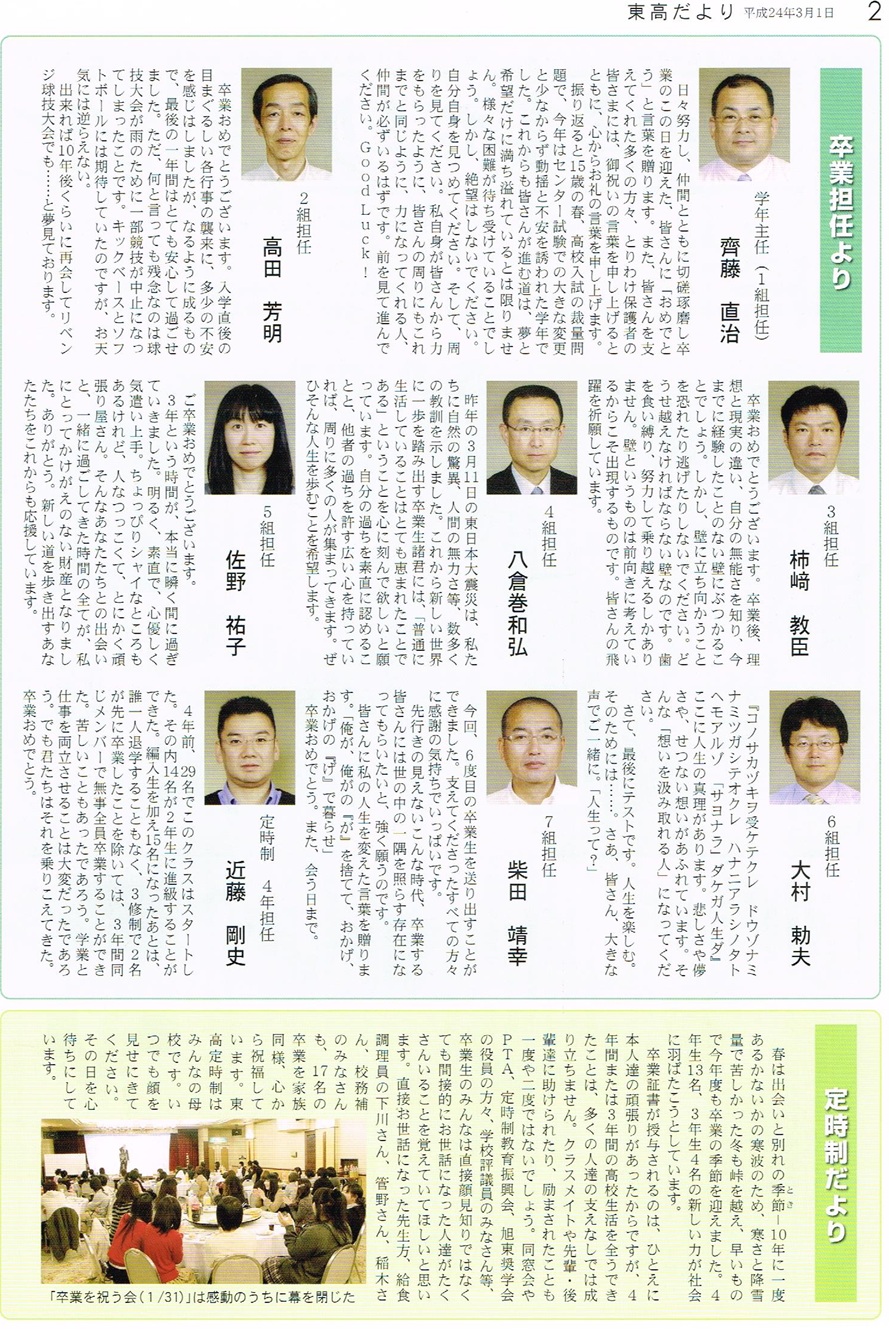 東高だより 平成24年3月1日 2
卒業担任より
学年主任(1組担任)
齊藤 直治
日々努力し、仲間とともに切磋琢磨し卒
業のこの日を迎えた、皆さんに「おめでと
う」と言葉を贈ります。また、皆さんを支
えてくれた多くの方々、とりわけ保護者の
皆さまには、御祝いの言葉を申し上げると
ともに、心からお礼の言葉を申し上げます。
振り返ると15歳の春、高校入試の裁量問
題で、今年はセンター試験での大きな変更
と少なからず動揺と不安を誘われた学年で
した。これからも皆さんが進む道は、夢と
希望だけに満ち溢れているとは限りませ
ん。様々な困難が待ち受けていることでし
ょう。しかし、絶望はしないでください。
自分自身を見つめてください。そして、周
りを見てください。私自身が皆さんから力
をもらったように、皆さんの周りにもこれ
までと同じように、力になってくれる人、
仲間が必ずいるはずです。前を見て進んで
ください。Good Luck!
2組担任
高田 芳明
卒業おめでとうございます。入学直後の
目まぐるしい各行事の襲来に、多少の不安
を感じはしましたが、なるように成るもの
で、最後の一年間はとても安心して過ごせ
ました。ただ、何と言っても残念なのは球
技大会が雨のために一部競技が中止になっ
てしまったことです。キックベースとソフ
トボールには期待していたのですが、お天
気には逆らえない。
出来れば10年後くらいに再会してリベン
ジ球技大会でも……と夢見ております。
3組担任
柿﨑 教臣
卒業おめでとうございます。卒業後、理
想と現実の違い、自分の無能さを知り、今
までに経験したことのない壁にぶつかるこ
とでしょう。しかし、壁に立ち向かうこと
を恐れたり逃げたりしないでください。ど
うせ越えなければならない壁なのです。歯
を食い縛り、努力して乗り越えるしかあり
ません。壁というものは前向きに考えてい
るからこそ出現するものです。皆さんの飛
躍を祈願しています。
4組担任
八倉巻和弘
昨年の3月11日の東日本大震災は、私た
ちに自然の驚異、人間の無力さ等、数多く
の教訓を示しました。これから新しい世界
に一歩を踏み出す卒業生諸君には、「普通に
生活していることはとても恵まれたことで
ある」ということを心に刻んで欲しいと願
っています。自分の過ちを素直に認めるこ
とと、他者の過ちを許す広い心を持ってい
れば、周りに多くの人が集まってきます。ぜ
ひそんな人生を歩むことを希望します。
5組担任
佐野 祐子
ご卒業おめでとうございます。
3年という時間が、本当に瞬く間に過ぎ
ていきました。明るく、素直で、心優しく
気遣い上手。ちょっぴりシャイなところも
あるけれど、人なつっこくて、とにかく頑
張り屋さん。そんなあなたたちとの出会い
と、一緒に過ごしてきた時間の全てが、私
にとってかけがえのない財産となりまし
た。ありがとう。新しい道を歩き出すあな
たたちをこれからも応援しています。
6組担任
大村 勅夫
『コノサカヅキヲ受ケテクレ ドウゾナミ
ナミツガシテオクレ ハナニアラシノタト
ヘモアルゾ 「サヨナラ」ダケガ人生ダ』
ここに人生の真理があります。悲しさや儚
さや、せつない想いがあふれています。そ
んな「想いを汲み取れる人」になってくだ
さい。
さて、最後にテストです。人生を楽しむ。
そのためには……。さあ、皆さん、大きな
声でご一緒に。「人生って?」
7組担任
柴田 靖幸
今回、6度目の卒業生を送り出すことが
できました。支えてくださったすべての方々
に感謝の気持ちでいっぱいです。
先行きの見えないこんな時代、卒業する
皆さんには世の中の一隅を照らす存在にな
ってもらいたいと、強く願うのです。
皆さんに私の人生を変えた言葉を贈りま
す。「俺が、俺がの『が』を捨てて、おかげ、
おかげの『げ』で暮らせ」
卒業おめでとう。また、会う日まで。
定時制 4年担任
近藤 剛史
4年前、29名でこのクラスはスタートし
た。その内14名が2年生に進級することが
できた。編入生を加え15名になったあとは、
誰一人退学することもなく、3修制で2名
が先に卒業したことを除いては、3年間同
じメンバーで無事全員卒業することができ
た。苦しいこともあったであろう。学業と
仕事を両立させることは大変だったであろ
う。でも君たちはそれを乗りこえてきた。
卒業おめでとう。
定時制だより
春は出会いと別れの季節(とき)―10年に一度
あるかないかの寒波のため、寒さと降雪
量で苦しかった冬も峠を越え、早いもの
で今年度も卒業の季節を迎えました。4
年生13名、3年生4名の新しい力が社会
に羽ばたこうとしています。
卒業証書が授与されるのは、ひとえに
本人達の頑張りがあったからですが、4
年間または3年間の高校生活を全うでき
たことは、多くの人達の支えなしでは成
り立ちません。クラスメイトや先輩・後
輩達に助けられたり、励まされたことも
一度や二度ではないでしょう。同窓会や
PTA、定時制教育振興会、旭東奨学会
の役員の方々、学校評議員のみなさん等、
卒業生のみんなは直接顔見知りではなく
ても間接的にお世話になった人達がたく
さんいることを覚えていてほしいと思い
ます。直接お世話になった先生方、給食
調理員の下川さん、菅野さん、稲木さ
ん、校務補
のみなさん
も、17名の
卒業を家族
同様、心か
ら祝福して
います。東
高定時制は
みんなの母
校です。い
つでも顔を
見せにきて
ください。
その日を心
待ちにして
います。
「卒業を祝う会(1/31)」は感動のうちに幕を閉じた